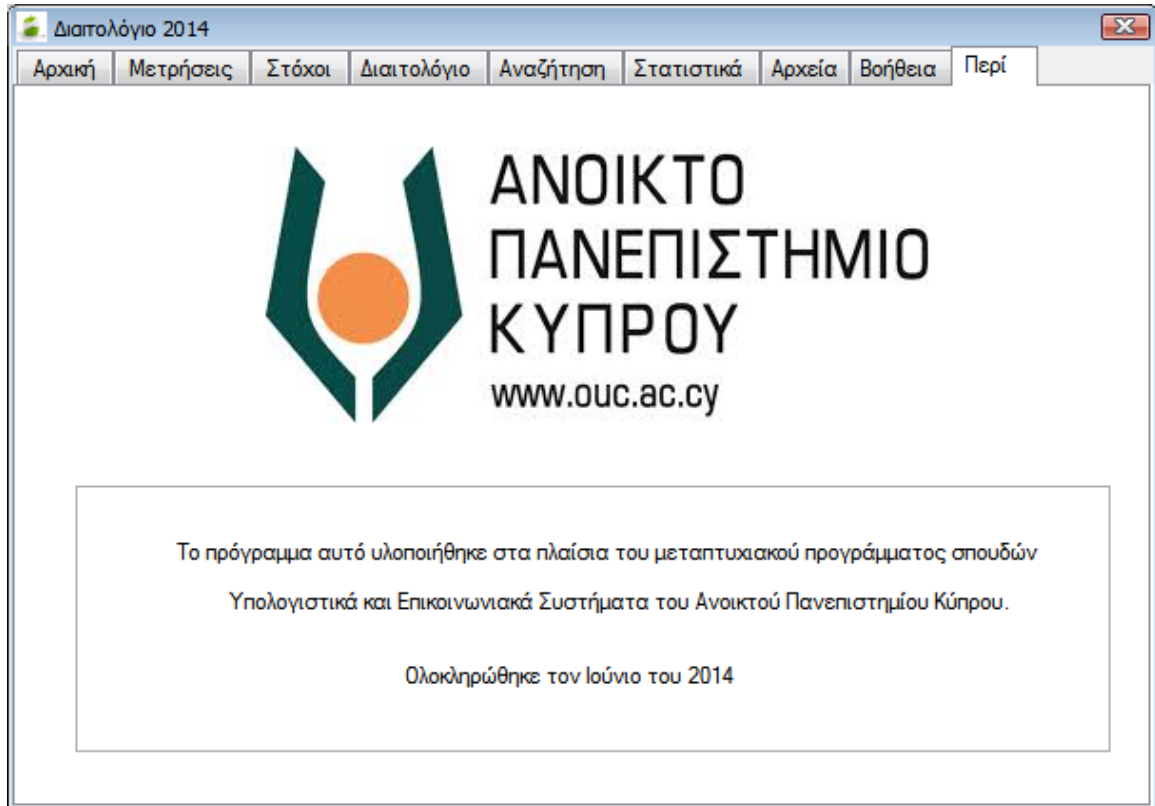 Διαιτολόγιο 2014
Αρχική Μετρήσεις Στόχοι Διαιτολόγιο Αναζήτηση Στατιστικά Αρχεία Βοήθεια Περί
ΑΝΟΙΚΤΟ
ΠΑΝΕΠΙΣΤΗΜΙΟ
ΚΥΠΡΟΥ
www.ouc.ac.cy
Το πρόγραμμα αυτό υλοποιήθηκε στα πλαίσια του μεταπτυχιακού προγράμματος σπουδών
Υπολογιστικά και Επικοινωνιακά Συστήματα του Ανοικτού Πανεπιστημίου Κύπρου.
Ολοκληρώθηκε τον Ιούνιο του 2014